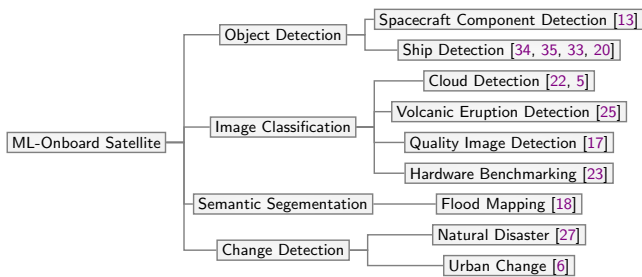 ML-Onboard Satellite
Object Detection
Spacecraft Component Detection [13]
Ship Detection [34, 35, 33, 20]
Image Classification
Cloud Detection [22, 5]
Volcanic Eruption Detection [25]
Quality Image Detection [17]
Hardware Benchmarking [23]
Semantic Segementation
Flood Mapping [18]
Change Detection
Natural Disaster [27]
Urban Change [6]